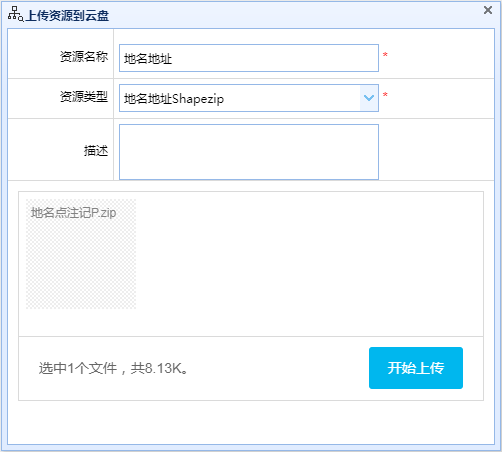 上传资源到云盘
资源名称 地名地址 *
资源类型 地名地址Shapezip *
描述
地名点注记P.zip
选中1个文件，共8.13K。 开始上传